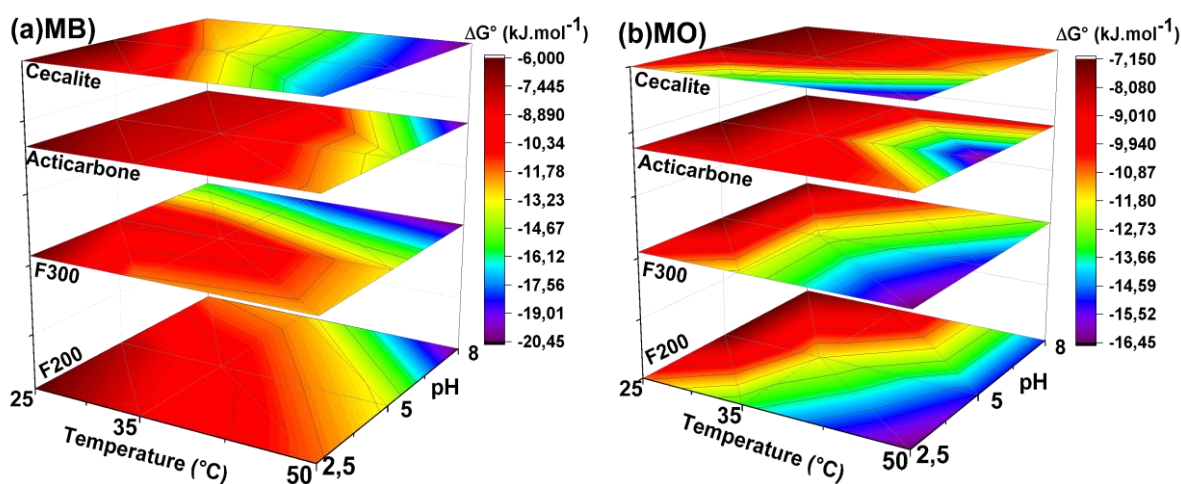 (a)MB)
ΔG° (kJ.mol-1)
-6,000
-7,445
-8,890
-10,34
-11,78
-13,23
-14,67
-16,12
-17,56
-19,01
-20,45
Cecalite
Acticarbone
F300
F200
25
35
50
Temperature (°C)
2,5
5
8
pH
(b)MO)
ΔG° (kJ.mol-1)
-7,150
-8,080
-9,010
-9,940
-10,87
-11,80
-12,73
-13,66
-14,59
-15,52
-16,45
Cecalite
Acticarbone
F300
F200
25
35
50
Temperature (°C)
2,5
5
8
pH